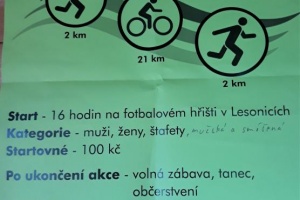 2 km
21 km
2 km
Start - 16 hodin na fotbalovém hřišti v Lesonicích
Kategorie - muži, ženy, štafety, mužské a smíšené
Startovné - 100 kč
Po ukončení akce - volná zábava, tanec,
občerstvení